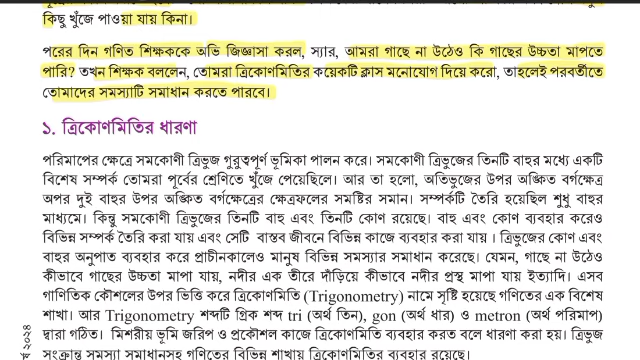 কিছু খুঁজে পাওয়া যায় কিনা।
পরের দিন গণিত শিক্ষককে অভি জিজ্ঞাসা করল, স্যার, আমরা গাছে না উঠেও কি গাছের উচ্চতা মাপতে
পারি? তখন শিক্ষক বললেন, তোমরা ত্রিকোণমিতির কয়েকটি ক্লাস মনোযোগ দিয়ে করো, তাহলেই পরবর্তীতে
তোমাদের সমস্যাটি সমাধান করতে পারবে।
১. ত্রিকোণমিতির ধারণা
পরিমাপের ক্ষেত্রে সমকোণী ত্রিভুজ গুরুত্বপূর্ণ ভূমিকা পালন করে। সমকোণী ত্রিভুজের তিনটি বাহুর মধ্যে একটি
বিশেষ সম্পর্ক তোমরা পূর্বের শ্রেণিতে খুঁজে পেয়েছিলে। আর তা হলো, অতিভুজের উপর অঙ্কিত বর্গক্ষেত্র
অপর দুই বাহুর উপর অঙ্কিত বর্গক্ষেত্রের ক্ষেত্রফলের সমষ্টির সমান। সম্পর্কটি তৈরি হয়েছিল শুধু বাহুর
মাধ্যমে। কিন্তু সমকোণী ত্রিভুজের তিনটি বাহু এবং তিনটি কোণ রয়েছে। বাহু এবং কোণ ব্যবহার করেও
বিভিন্ন সম্পর্ক তৈরি করা যায় এবং সেটি বাস্তব জীবনে বিভিন্ন কাজে ব্যবহার করা যায় । ত্রিভুজের কোণ এবং
বাহুর অনুপাত ব্যবহার করে প্রাচীনকালেও মানুষ বিভিন্ন সমস্যার সমাধান করেছে। যেমন, গাছে না উঠেও
কীভাবে গাছের উচ্চতা মাপা যায়, নদীর এক তীরে দাঁড়িয়ে কীভাবে নদীর প্রস্থ মাপা যায় ইত্যাদি। এসব
গাণিতিক কৌশলের উপর ভিত্তি করে ত্রিকোণমিতি (Trigonometry) নামে সৃষ্টি হয়েছে গণিতের এক বিশেষ
শাখা। আর Trigonometry শব্দটি গ্রিক শব্দ tri (অর্থ তিন), gon (অর্থ ধার) ও metron (অর্থ পরিমাপ)
দ্বারা গঠিত। মিশরীয় ভূমি জরিপ ও প্রকৌশল কাজে ত্রিকোণমিতি ব্যবহার করত বলে ধারণা করা হয়। ত্রিভুজ
সংক্রান্ত সমস্যা সমাধানসহ গণিতের বিভিন্ন শাখায় ত্রিকোণমিতি ব্যবহার হয়েছে।
২০২৪